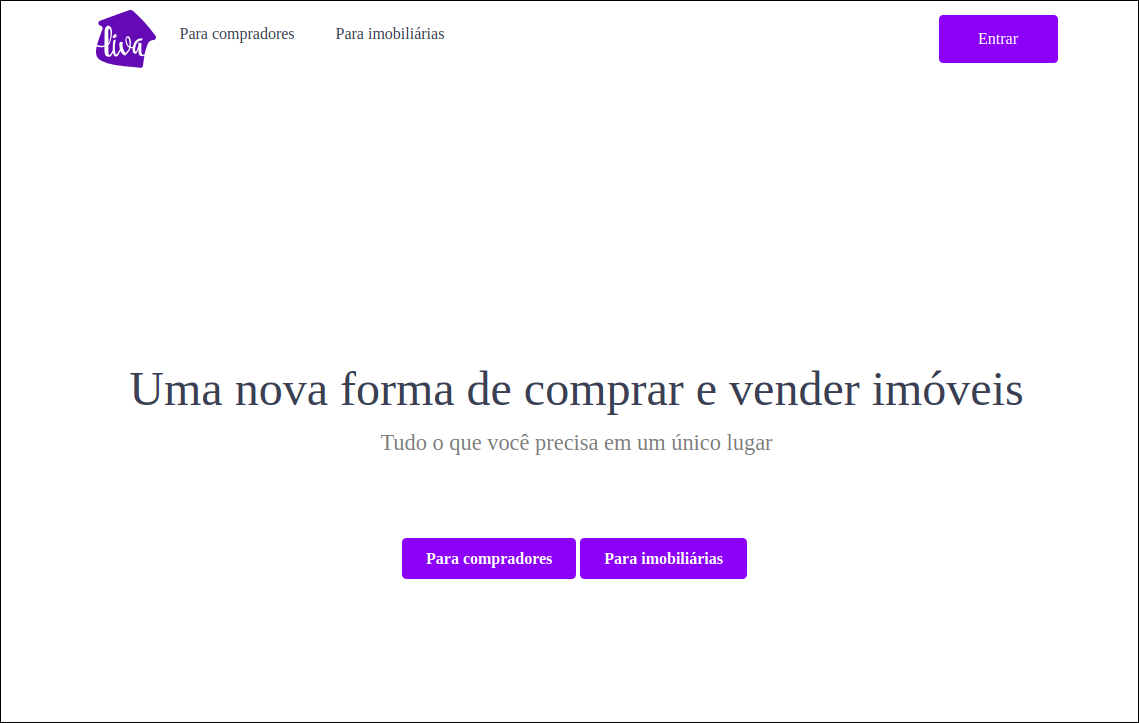 liva
Para compradores
Para imobiliárias
Entrar
Uma nova forma de comprar e vender imóveis
Tudo o que você precisa em um único lugar
Para compradores
Para imobiliárias